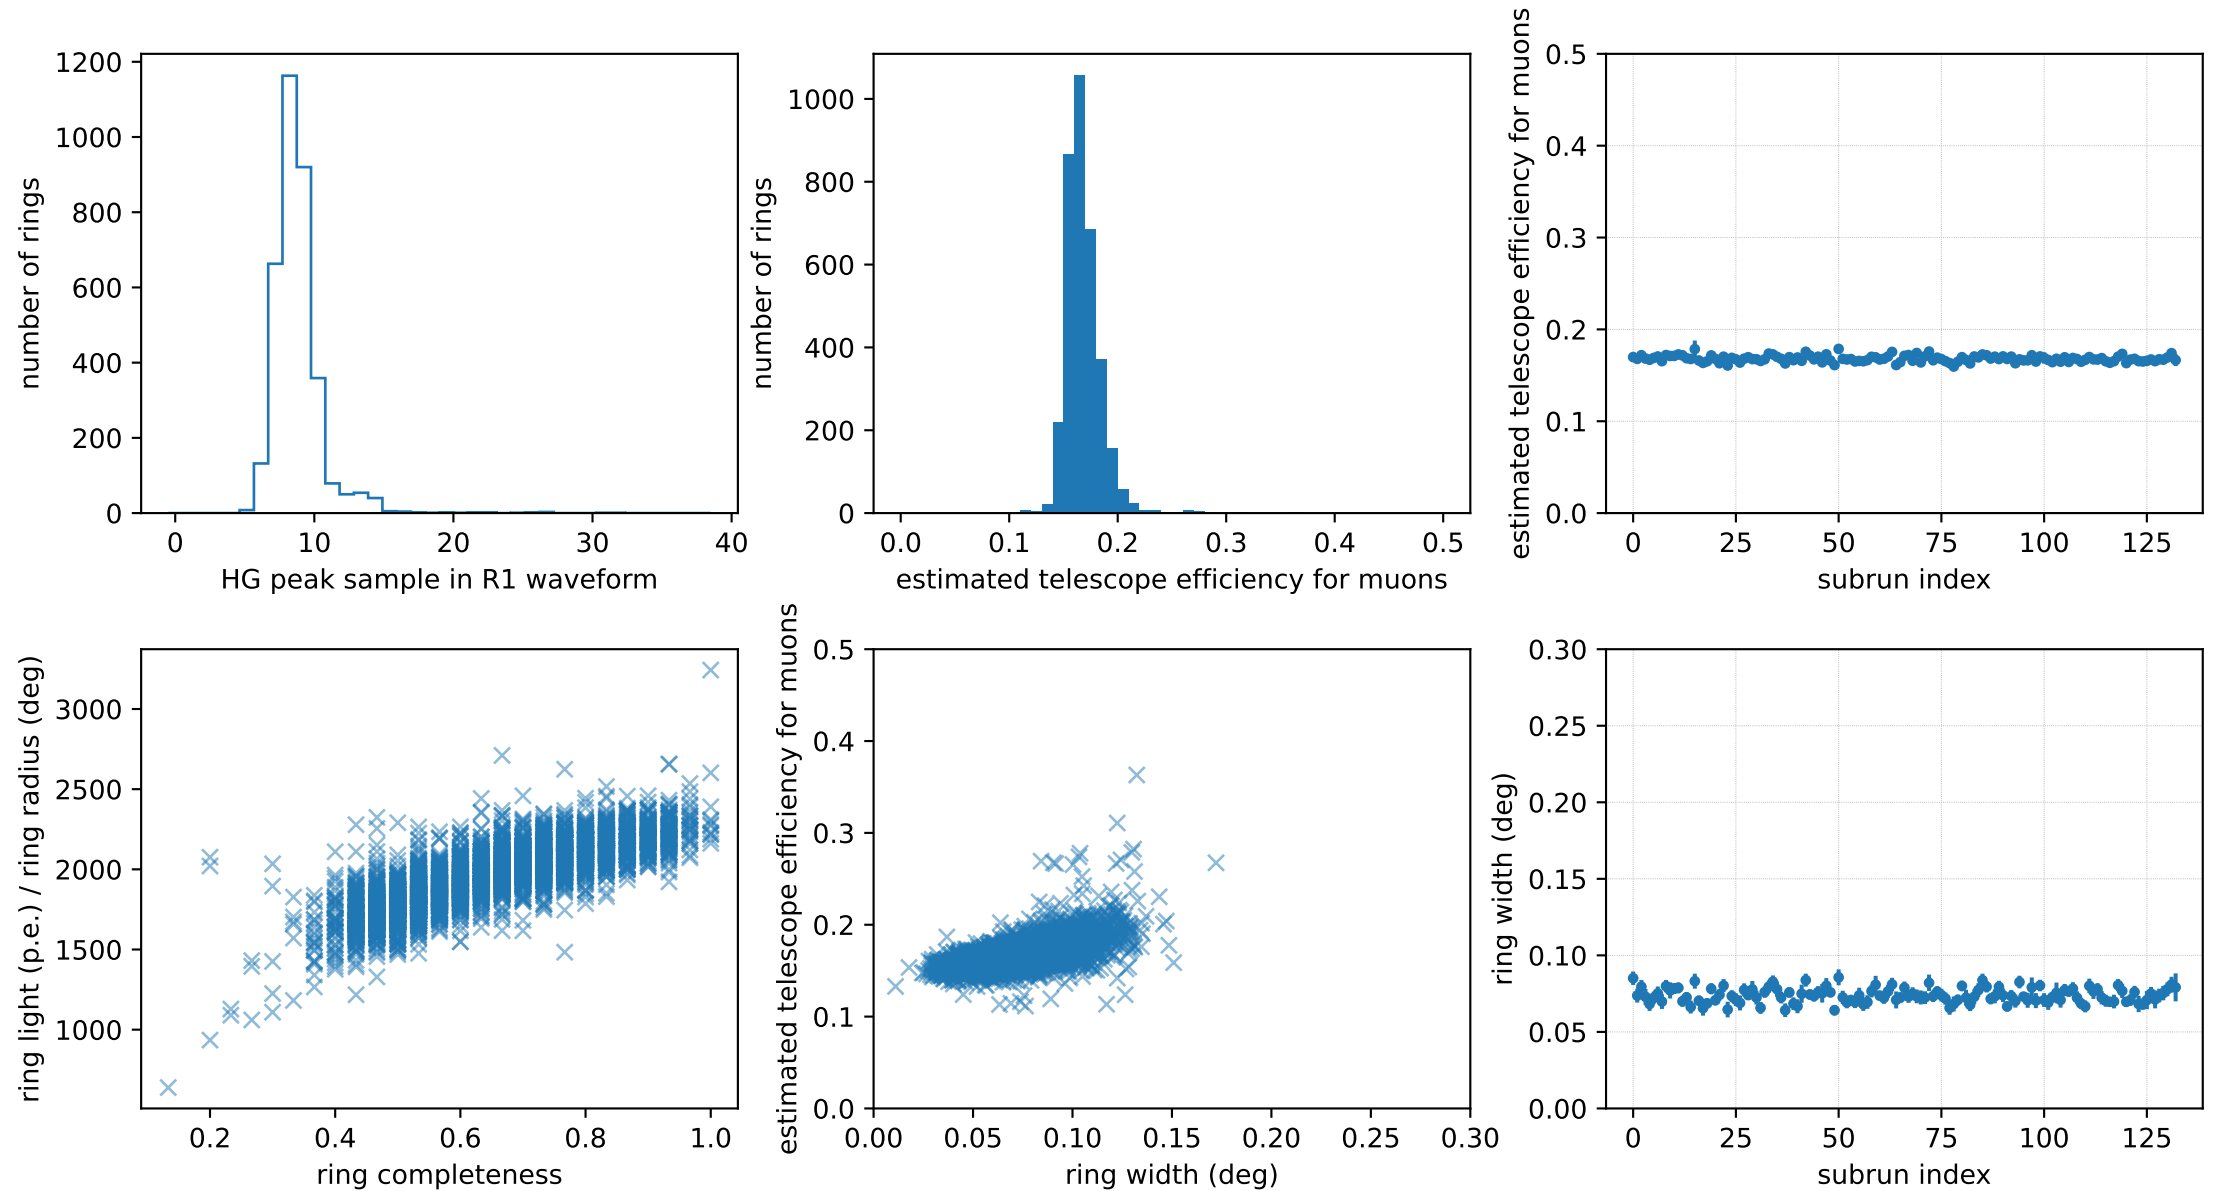 number of rings
1200
1000
800
600
400
200
0
0 10 20 30 40
HG peak sample in R1 waveform
number of rings
1000
800
600
400
200
0
0.0 0.1 0.2 0.3 0.4 0.5
estimated telescope efficiency for muons
estimated telescope efficiency for muons
0.5
0.4
0.3
0.2
0.1
0.0
0 25 50 75 100 125
subrun index
ring light (p.e.) / ring radius (deg)
3000
2500
2000
1500
1000
0.2 0.4 0.6 0.8 1.0
ring completeness
estimated telescope efficiency for muons
0.5
0.4
0.3
0.2
0.1
0.0
0.00 0.05 0.10 0.15 0.20 0.25 0.30
ring width (deg)
ring width (deg)
0.30
0.25
0.20
0.15
0.10
0.05
0.00
0 25 50 75 100 125
subrun index